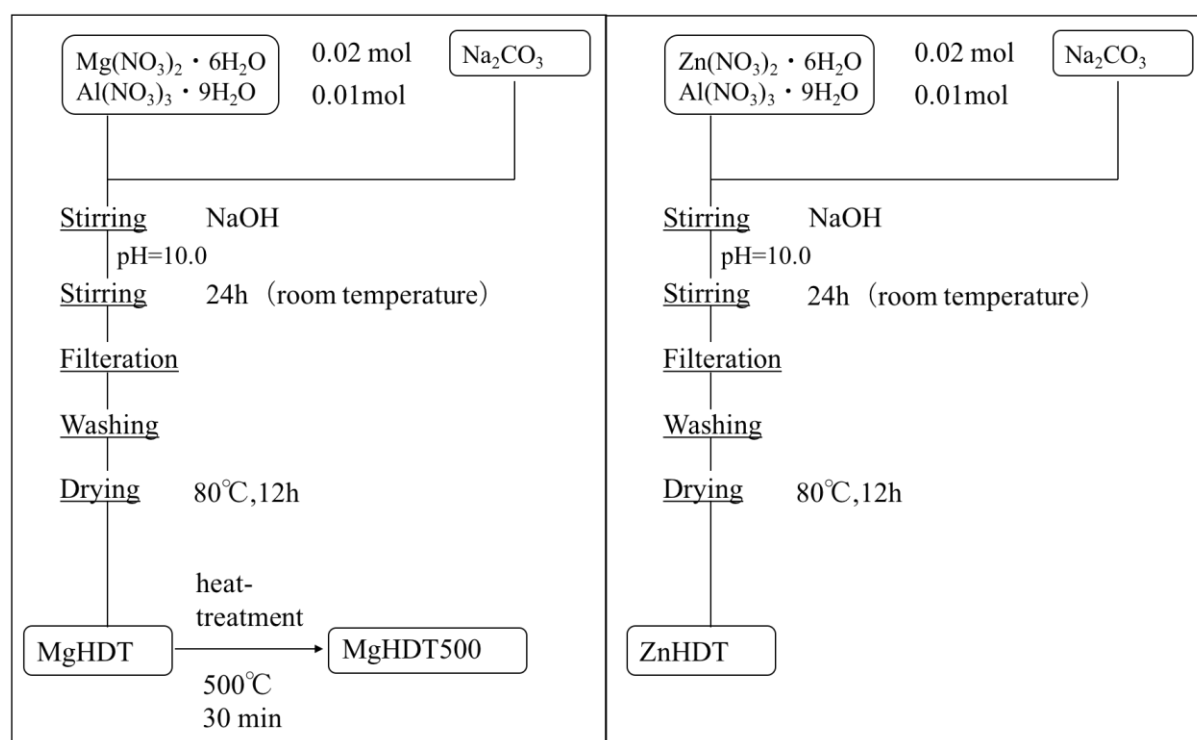 Mg(NO₃)₂・6H₂O
Al(NO₃)₃・9H₂O
0.02 mol
0.01mol
Na₂CO₃
Stirring NaOH
pH=10.0
Stirring 24h（room temperature）
Filteration
Washing
Drying 80℃,12h
heat-
treatment
MgHDT
MgHDT500
500℃
30 min
Zn(NO₃)₂・6H₂O
Al(NO₃)₃・9H₂O
0.02 mol
0.01mol
Na₂CO₃
Stirring NaOH
pH=10.0
Stirring 24h（room temperature）
Filteration
Washing
Drying 80℃,12h
ZnHDT